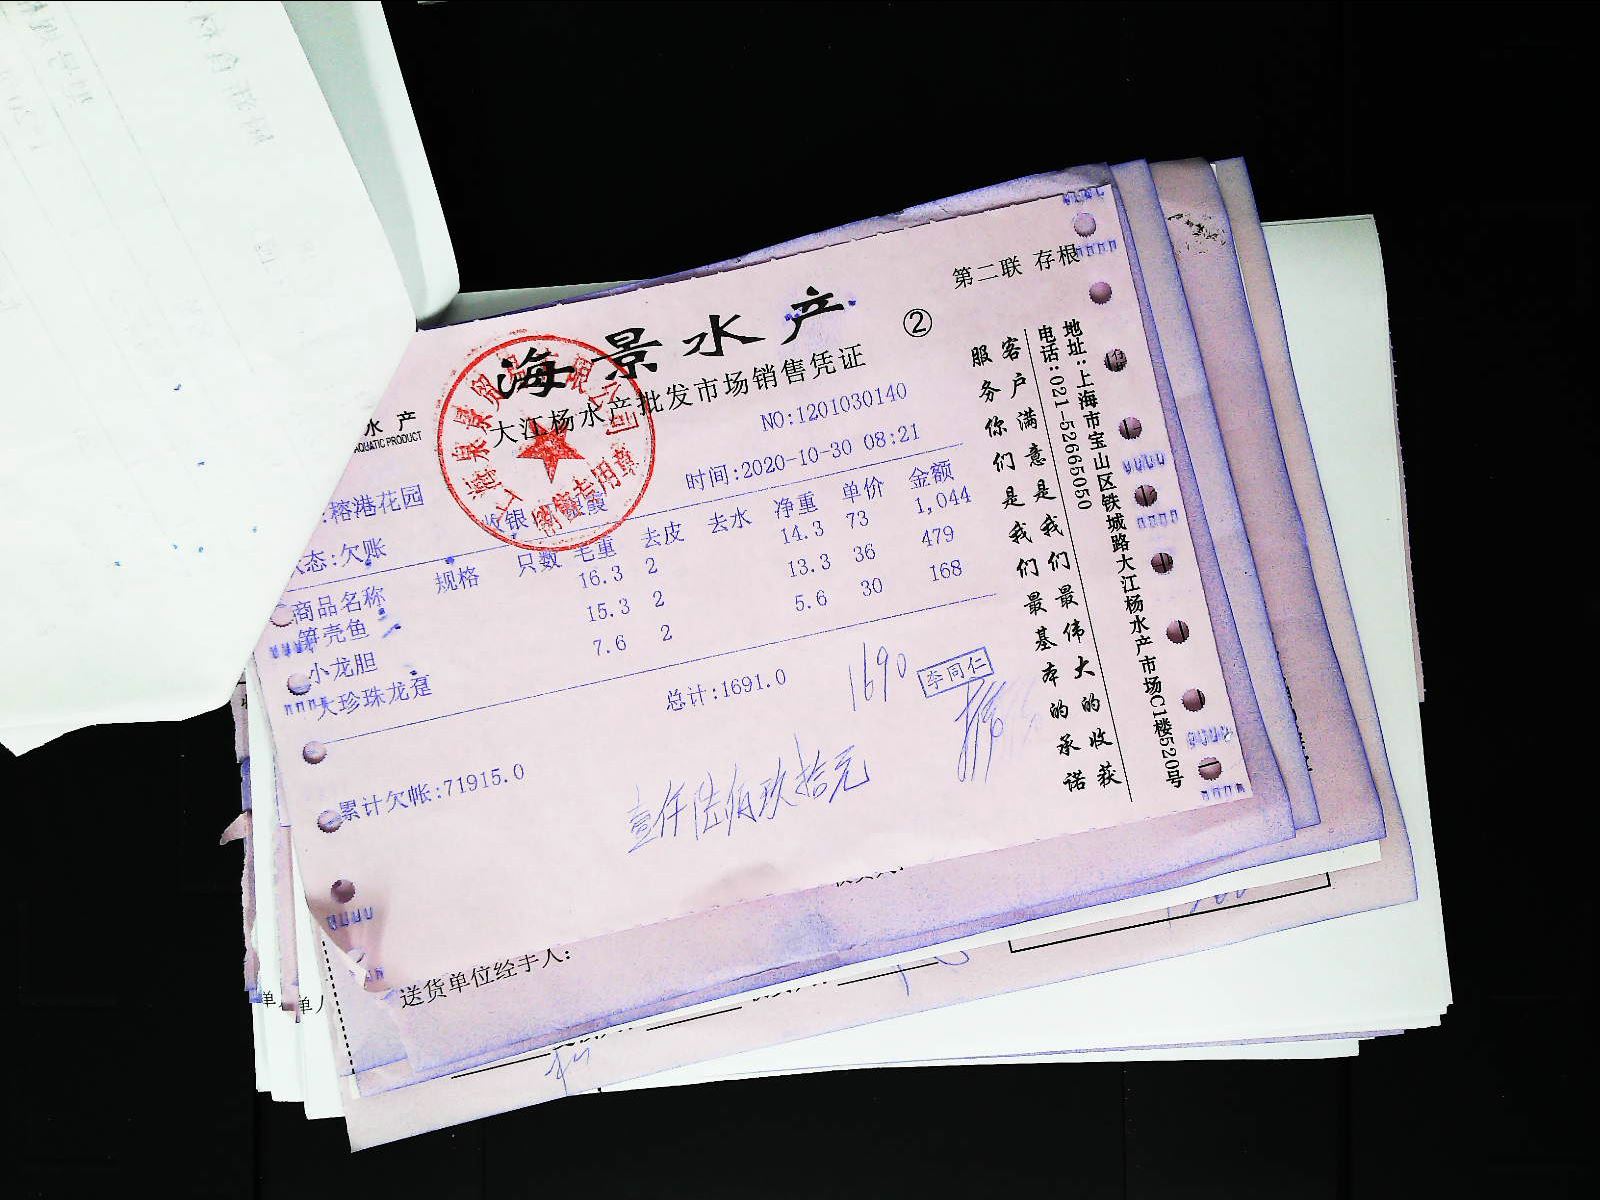 第二联 存根
海景水产
②
大江杨水产批发市场销售凭证
水产
AQUATIC PRODUCT
NO:1201030140
:榕港花园
收银
时间:2020-10-30 08:21
态:欠账
商品名称 规格 只数 毛重 去皮 去水 净重 单价 金额
笋壳鱼 16.3 2 14.3 73 1,044
小龙胆 15.3 2 13.3 36 479
大珍珠龙趸 7.6 2 5.6 30 168
总计:1691.0
1690
李同仁
累计欠帐:71915.0
壹仟陆佰玖拾元
客户满意是我们最伟大的收获
服务你们是我们最基本的承诺
地址:上海市宝山区铁城路大江杨水产市场C1楼520号
电话:021-52665050
专用章
送货单位经手人: